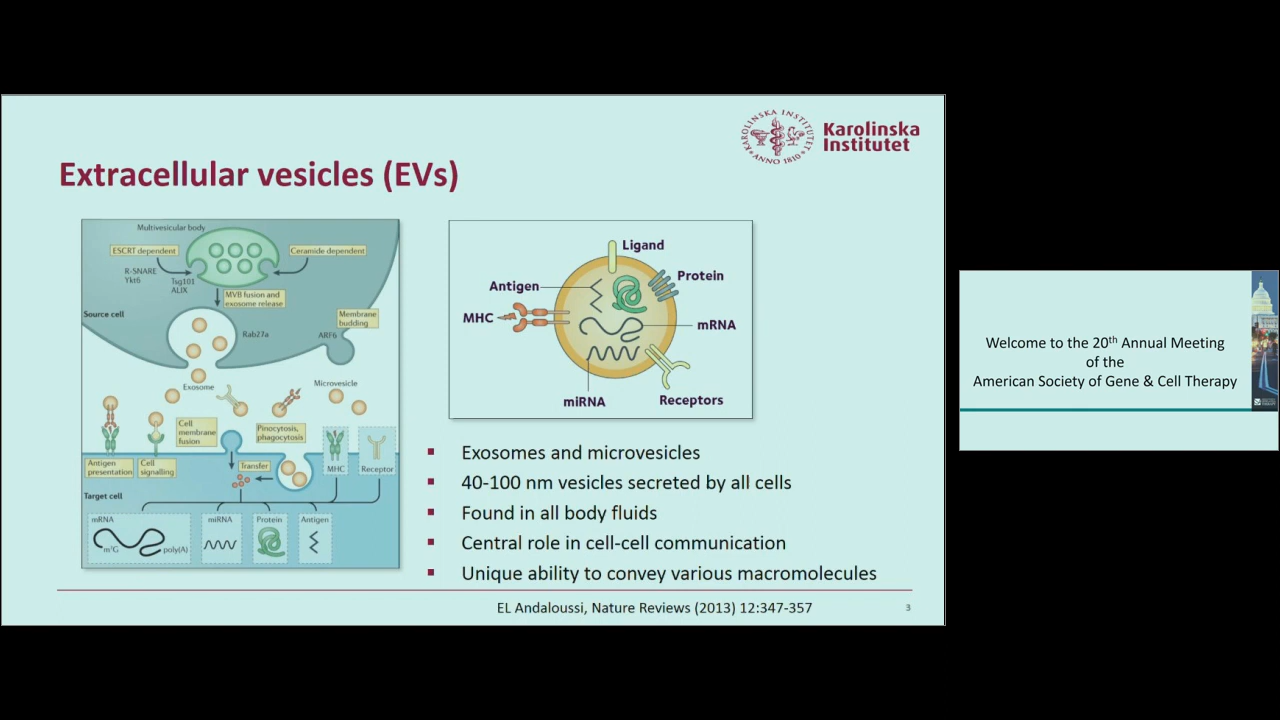 KAROLINSKA INSTITUTET
ANNO 1810
Karolinska
Institutet
Extracellular vesicles (EVs)
Multivesicular body
ESCRT dependent
Ceramide dependent
R-SNARE
Ykt6
Tsg101
ALIX
MVB fusion and
exosome release
Source cell
Membrane
budding
Rab27a
ARF6
Exosome
Microvesicle
Cell
membrane
fusion
Pinocytosis,
phagocytosis
Antigen
presentation
Cell
signalling
Transfer
MHC
Receptor
Target cell
mRNA
m⁷G
poly(A)
miRNA
Protein
Antigen
Ligand
Protein
Antigen
MHC
mRNA
miRNA
Receptors
▪ Exosomes and microvesicles
▪ 40-100 nm vesicles secreted by all cells
▪ Found in all body fluids
▪ Central role in cell-cell communication
▪ Unique ability to convey various macromolecules
EL Andaloussi, Nature Reviews (2013) 12:347-357
3
Welcome to the 20th Annual Meeting
of the
American Society of Gene & Cell Therapy